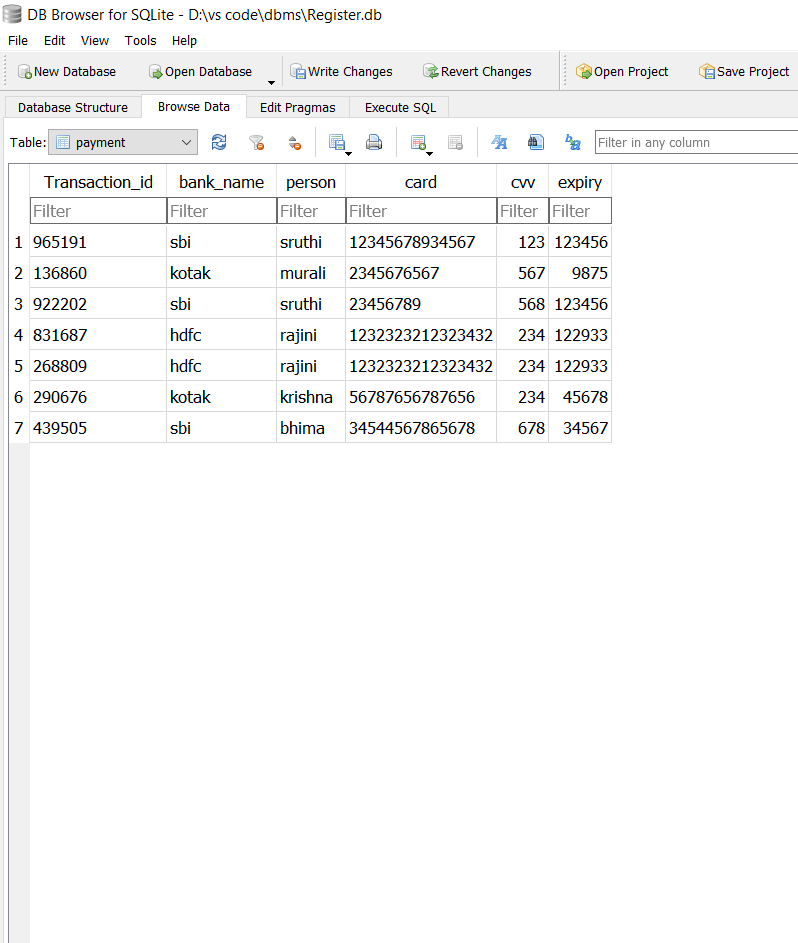 DB Browser for SQLite - D:\vs code\dbms\Register.db
File Edit View Tools Help
New Database Open Database Write Changes Revert Changes Open Project Save Project
Database Structure Browse Data Edit Pragmas Execute SQL
Table: payment Filter in any column
Transaction_id bank_name person card cvv expiry
Filter Filter Filter Filter Filter Filter
1 965191 sbi sruthi 12345678934567 123 123456
2 136860 kotak murali 2345676567 567 9875
3 922202 sbi sruthi 23456789 568 123456
4 831687 hdfc rajini 1232323212323432 234 122933
5 268809 hdfc rajini 1232323212323432 234 122933
6 290676 kotak krishna 56787656787656 234 45678
7 439505 sbi bhima 34544567865678 678 34567